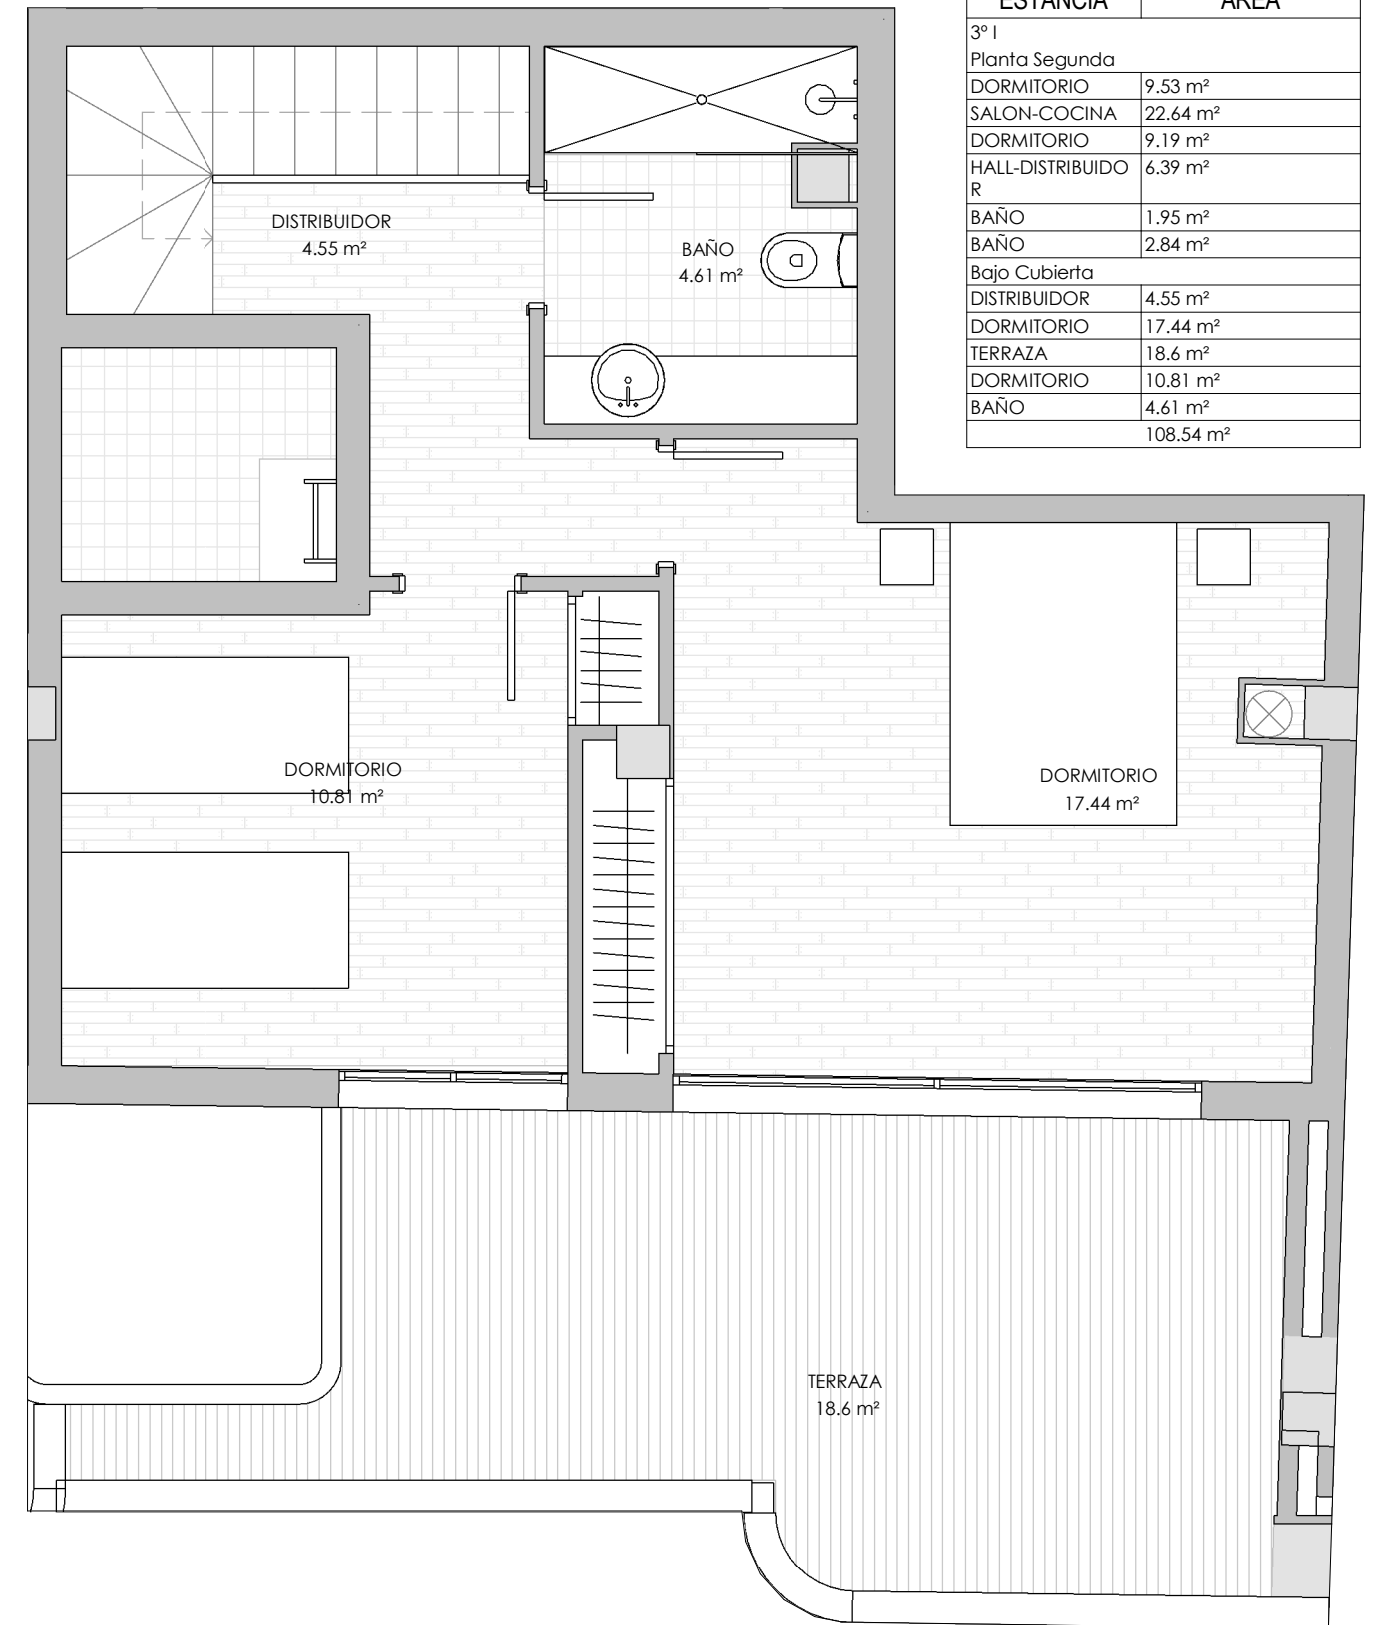 ESTANCIA ÁREA
3º I
Planta Segunda
DORMITORIO 9.53 m²
SALON-COCINA 22.64 m²
DORMITORIO 9.19 m²
HALL-DISTRIBUIDO 6.39 m²
R
BAÑO 1.95 m²
BAÑO 2.84 m²
Bajo Cubierta
DISTRIBUIDOR 4.55 m²
DORMITORIO 17.44 m²
TERRAZA 18.6 m²
DORMITORIO 10.81 m²
BAÑO 4.61 m²
108.54 m²
DISTRIBUIDOR
4.55 m²
BAÑO
4.61 m²
DORMITORIO
10.81 m²
DORMITORIO
17.44 m²
TERRAZA
18.6 m²